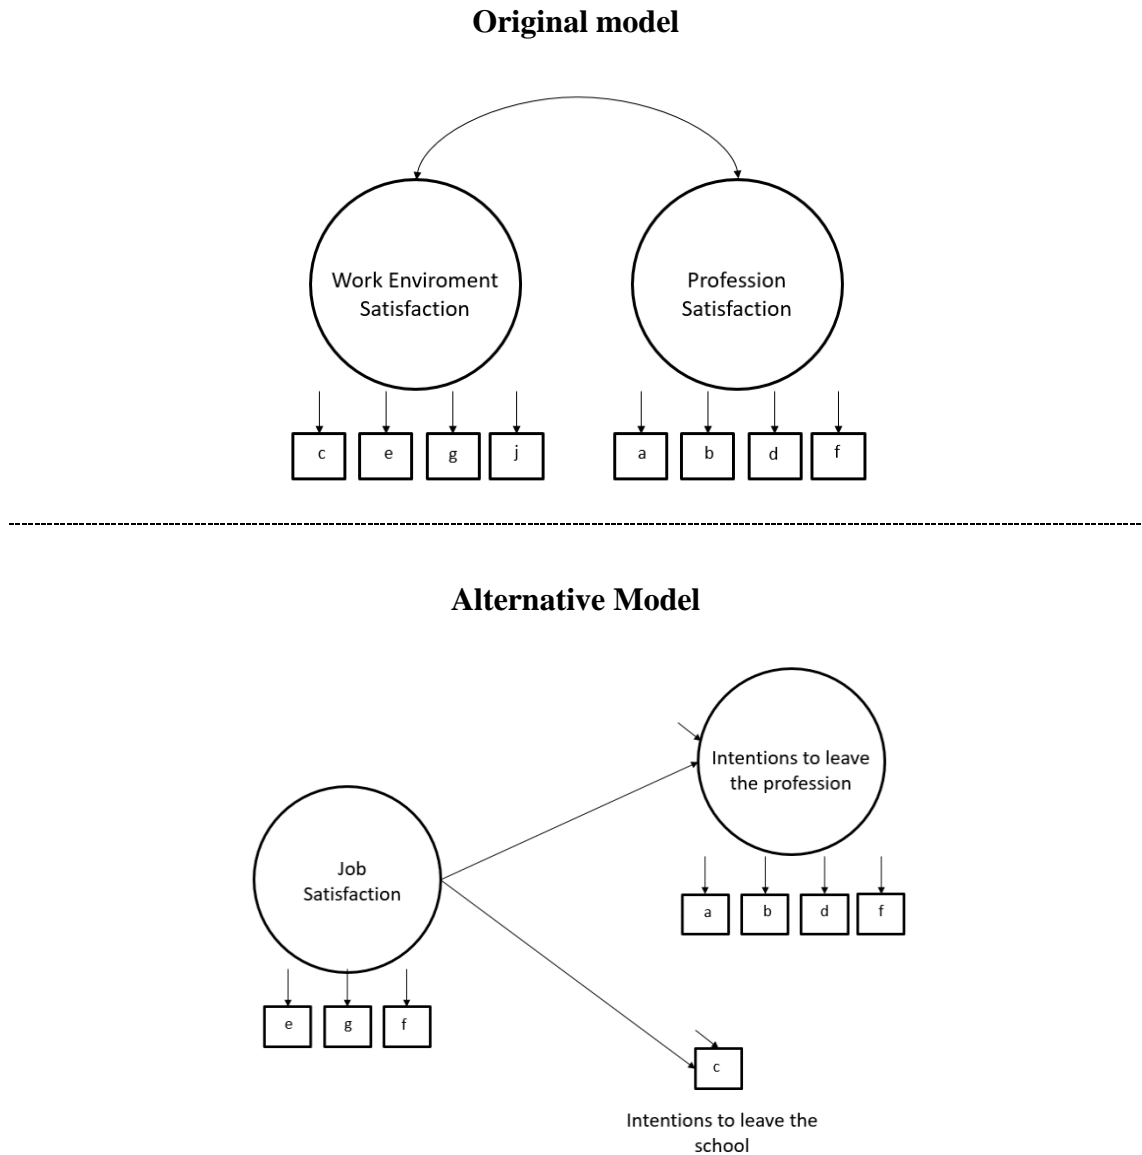 Original model
Work Enviroment
Satisfaction
Profession
Satisfaction
c e g j a b d f
Alternative Model
Intentions to leave
the profession
Job
Satisfaction
a b d f
e g f
c
Intentions to leave the
school